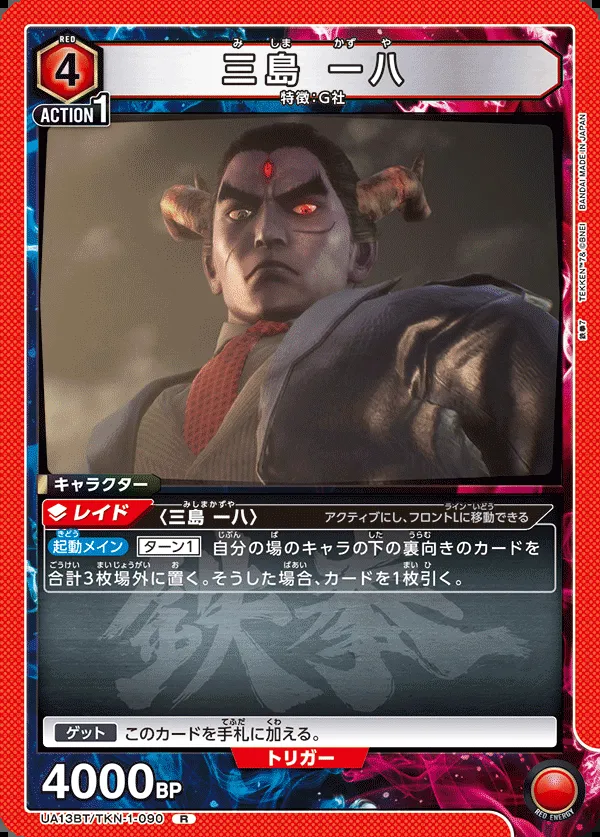 RED
4
ACTION1
み しま かず や
三島 一八
特徴:G社
鉄拳7 TEKKEN™7& ©BNEI BANDAI MADE IN JAPAN
キャラクター
レイド
みしまかずや
〈三島 一八〉
ライン いどう
アクティブにし、フロントLに移動できる
きどう じぶん ば した うらむ
起動メイン ターン1 自分の場のキャラの下の裏向きのカードを
ごうけい まいじょうがい お ばあい まい ひ
合計3枚場外に置く。そうした場合、カードを1枚引く。
鉄拳
てふだ くわ
ゲット このカードを手札に加える。
トリガー
4000BP
UA13BT/TKN-1-090 R
RED ENERGY